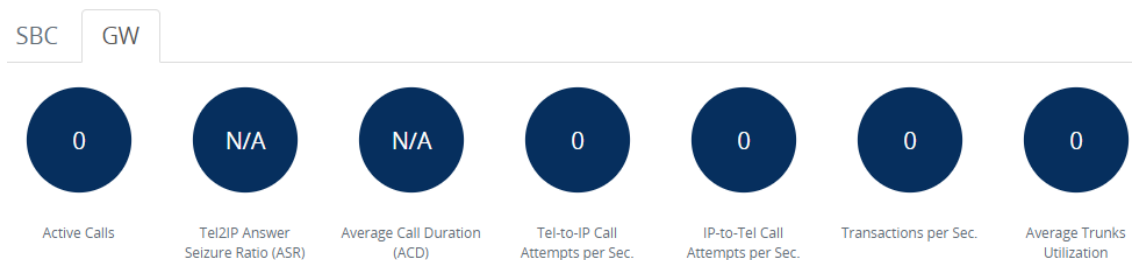 SBC GW
0 N/A N/A 0 0 0 0
Active Calls
Tel2IP Answer
Seizure Ratio (ASR)
Average Call Duration
(ACD)
Tel-to-IP Call
Attempts per Sec.
IP-to-Tel Call
Attempts per Sec.
Transactions per Sec.
Average Trunks
Utilization